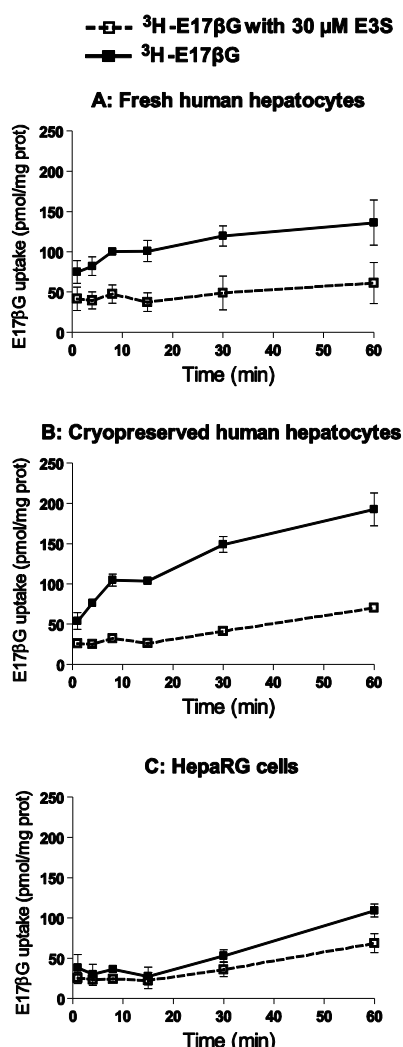 ³H-E17βG with 30 µM E3S
³H-E17βG
A: Fresh human hepatocytes
E17βG uptake (pmol/mg prot)
250
200
150
100
50
0
0 10 20 30 40 50 60
Time (min)
B: Cryopreserved human hepatocytes
E17βG uptake (pmol/mg prot)
250
200
150
100
50
0
0 10 20 30 40 50 60
Time (min)
C: HepaRG cells
E17βG uptake (pmol/mg prot)
250
200
150
100
50
0
0 10 20 30 40 50 60
Time (min)